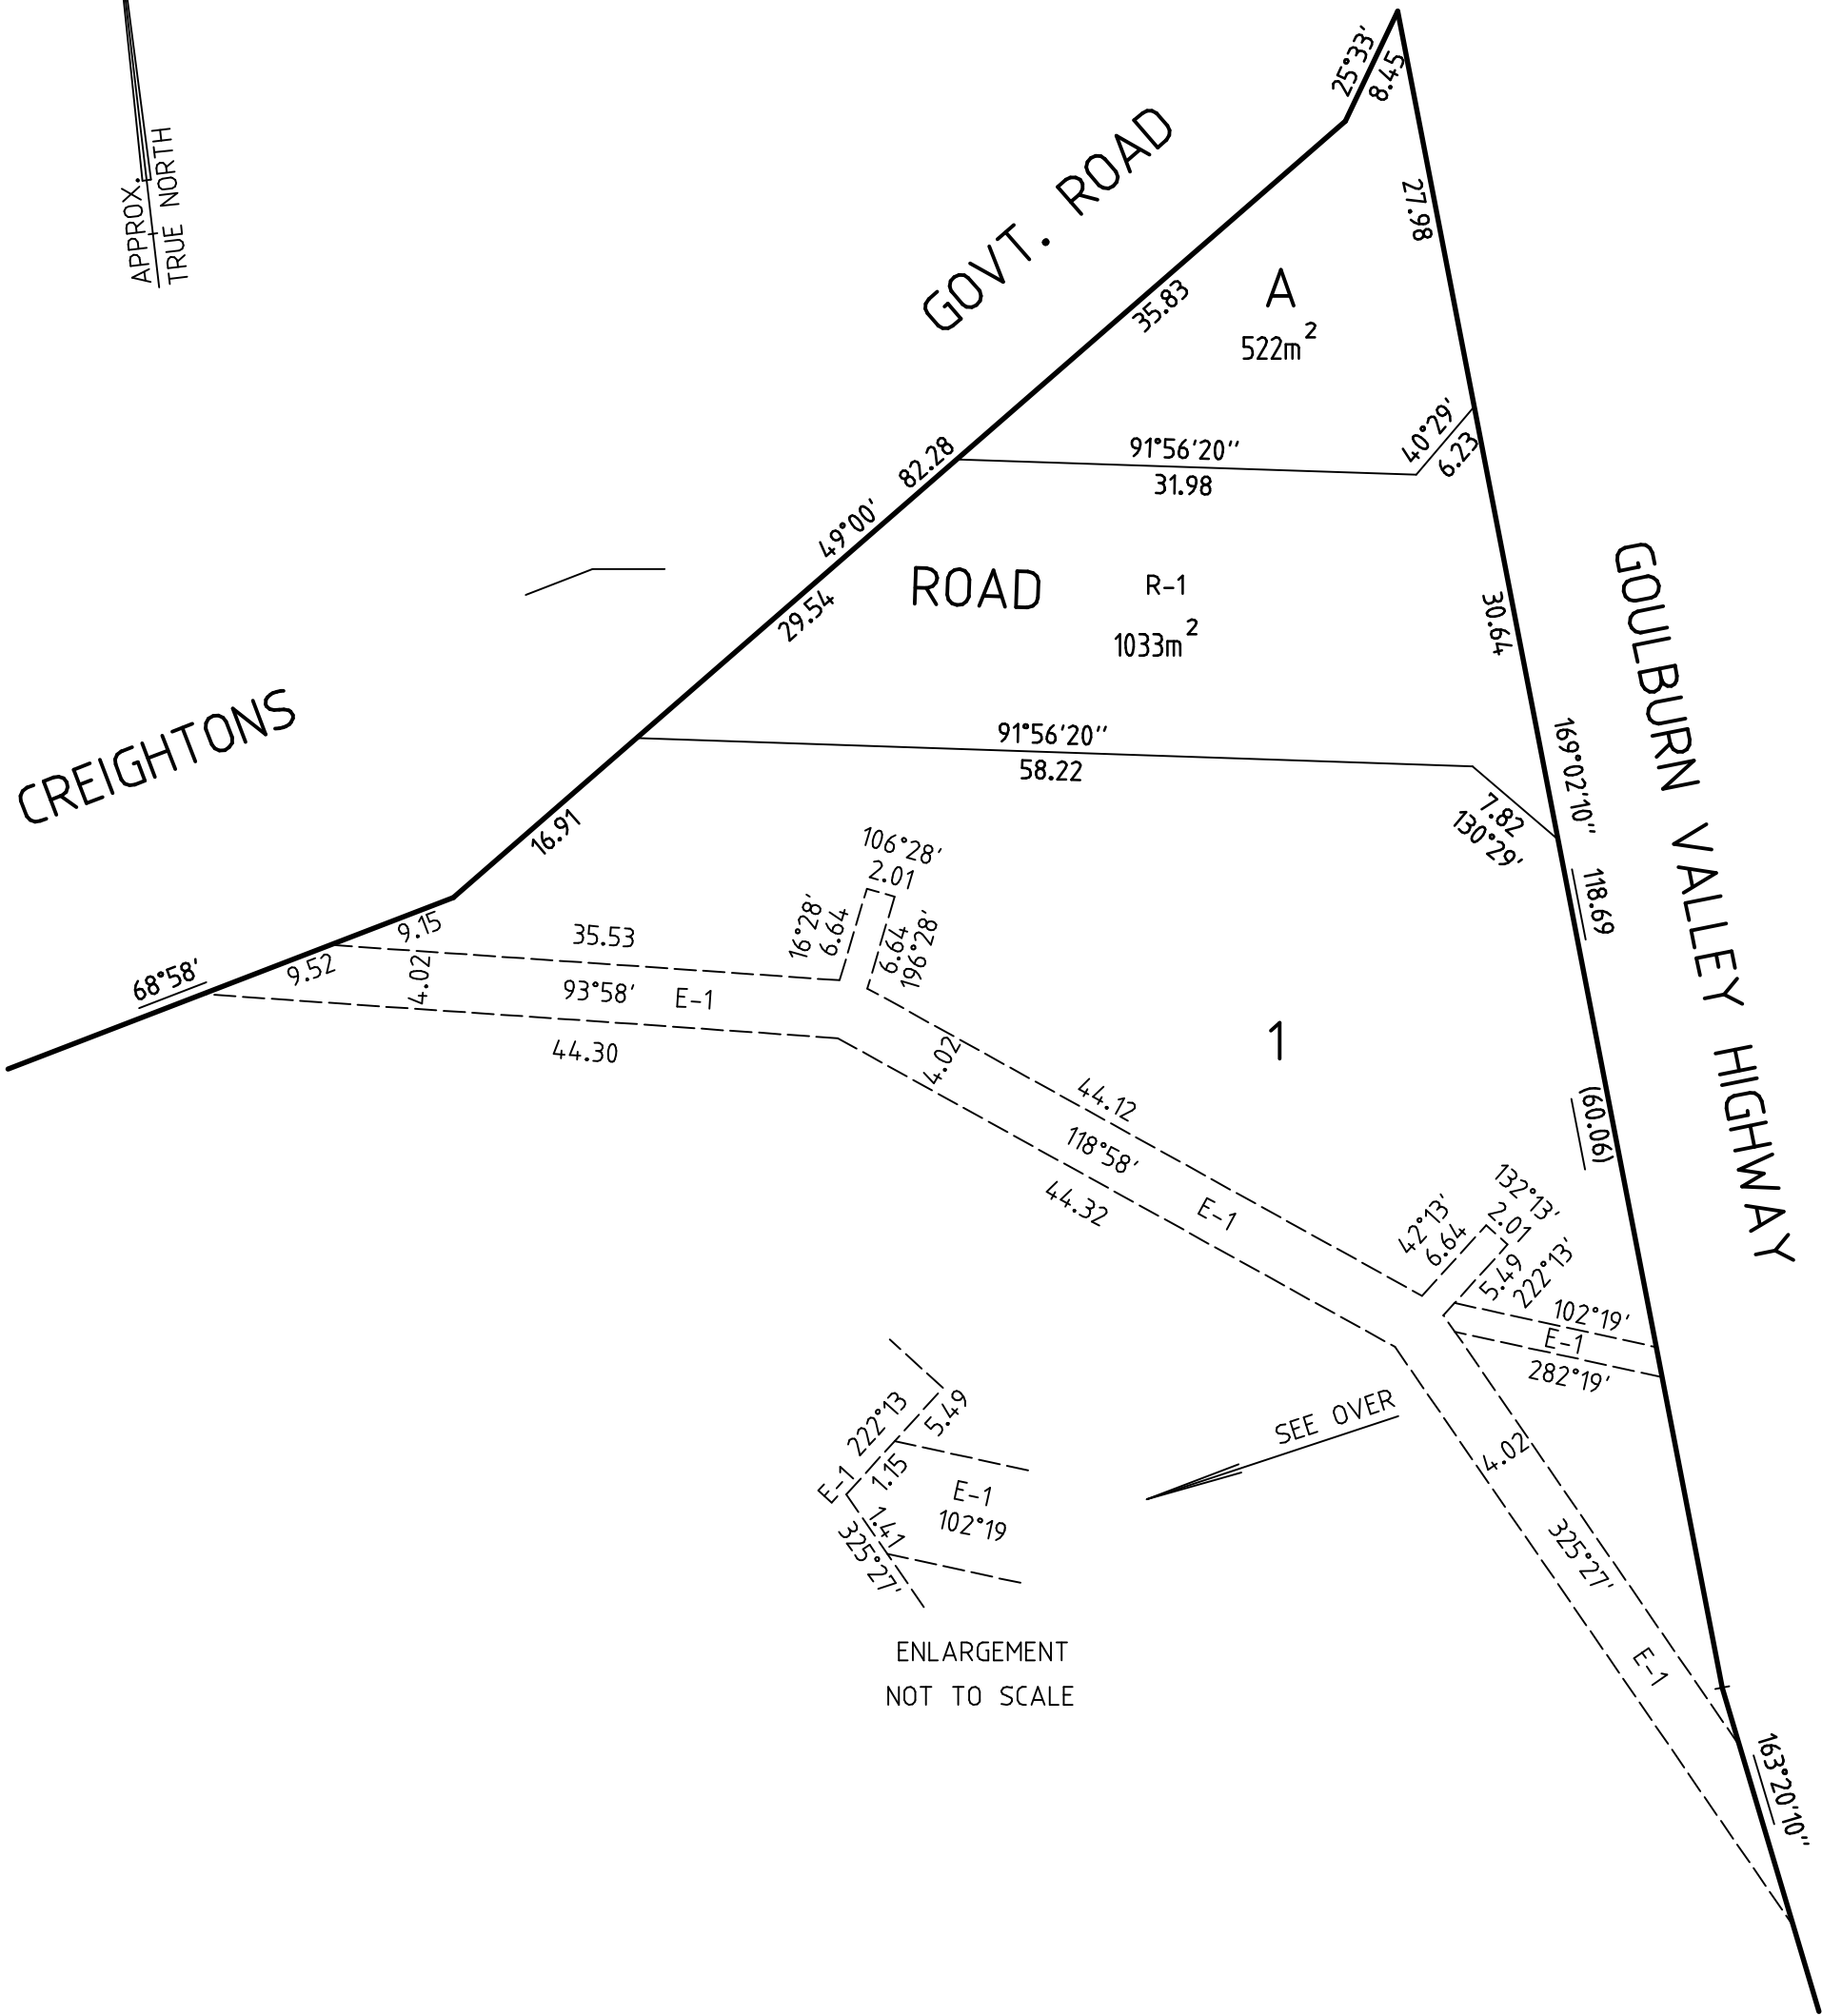 APPROX.
TRUE NORTH
25°33'
8.45
GOVT. ROAD
27.98
35.83
A
522m²
82.28
49°00'
91°56'20"
31.98
40°29'
6.23
29.54
ROAD
R-1
1033m²
30.64
GOULBURN VALLEY HIGHWAY
CREIGHTONS
91°56'20"
58.22
169°02'10"
7.82
130°29'
118.69
16.91
106°28'
2.01
16°28'
6.64
6.64
196°28'
9.15
35.53
68°58'
9.52
4.02
93°58'
E-1
44.30
4.02
1
44.12
118°58'
44.32
E-1
(60.06)
42°13'
6.64
132°13'
2.01
5.49
222°13'
102°19'
E-1
282°19'
SEE OVER
4.02
222°13
5.49
E-1
1.15
E-1
102°19
1.41
325°27'
325°27'
E-1
ENLARGEMENT
NOT TO SCALE
163°20'10"